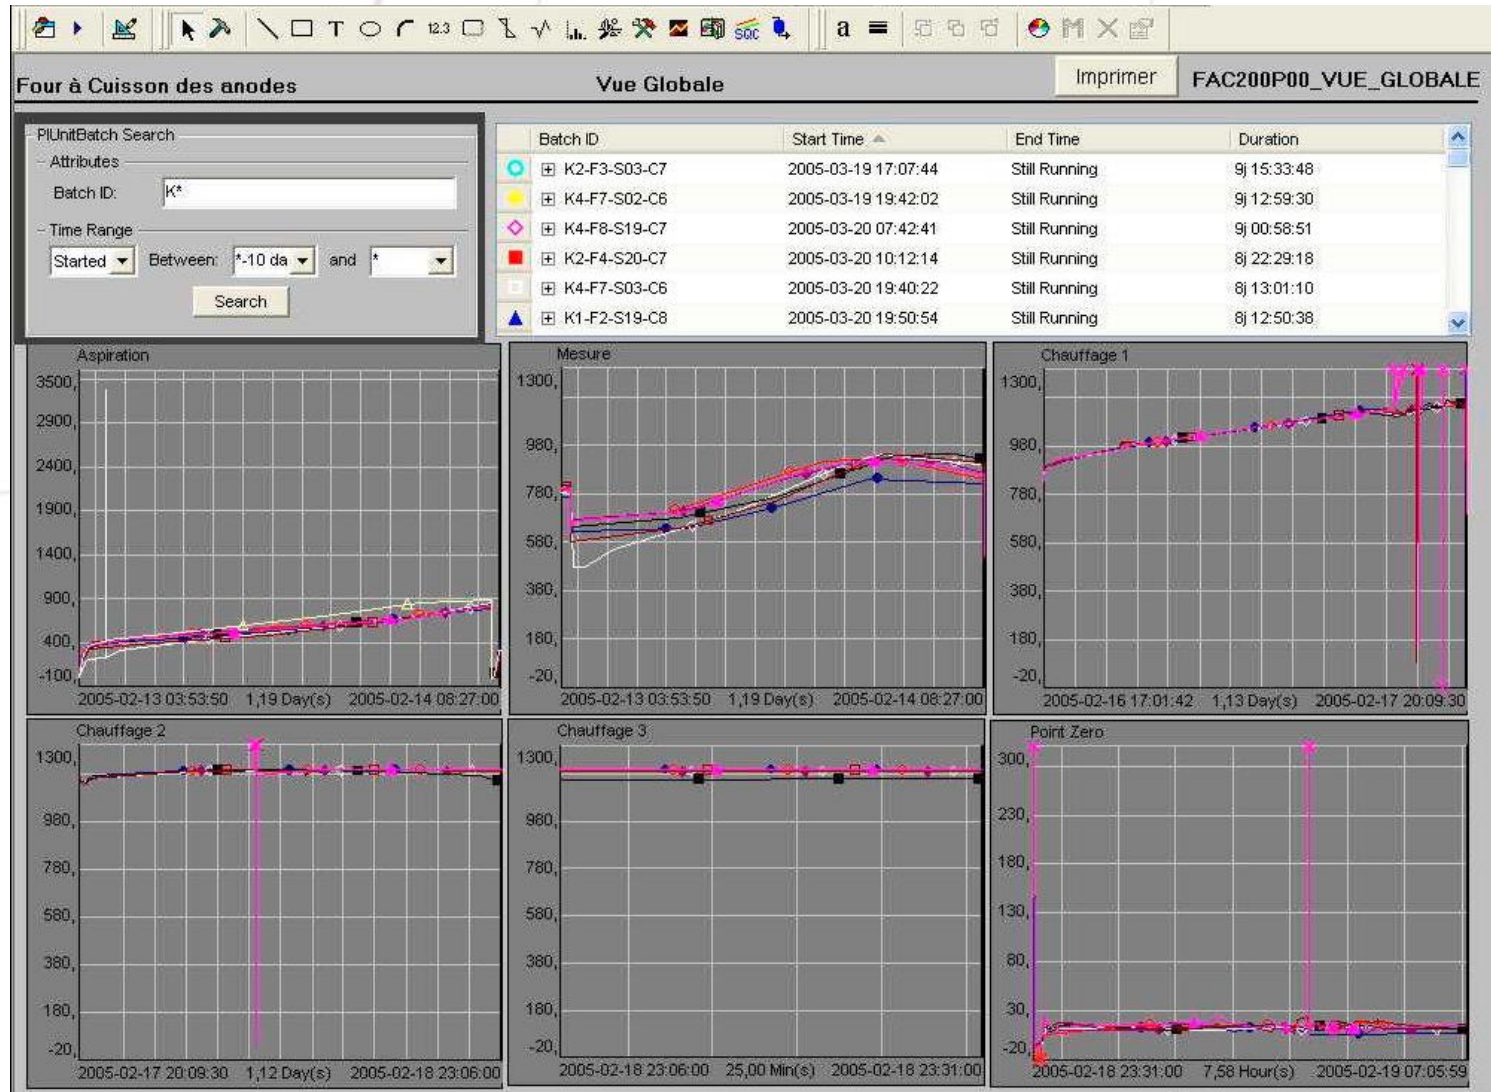 T 12.3 SQC a
Four à Cuisson des anodes Vue Globale Imprimer FAC200P00_VUE_GLOBALE
PIUnitBatch Search
Attributes
Batch ID: K*
Time Range
Started Between: *-10 da and *
Search
Batch ID Start Time End Time Duration
K2-F3-S03-C7 2005-03-19 17:07:44 Still Running 9j 15:33:48
K4-F7-S02-C6 2005-03-19 19:42:02 Still Running 9j 12:59:30
K4-F8-S19-C7 2005-03-20 07:42:41 Still Running 9j 00:58:51
K2-F4-S20-C7 2005-03-20 10:12:14 Still Running 8j 22:29:18
K4-F7-S03-C6 2005-03-20 19:40:22 Still Running 8j 13:01:10
K1-F2-S19-C8 2005-03-20 19:50:54 Still Running 8j 12:50:38
Aspiration
3500,
2900,
2400,
1900,
1400,
900,
400,
-100,
2005-02-13 03:53:50 1,19 Day(s) 2005-02-14 08:27:00
Mesure
1300,
980,
780,
580,
380,
180,
-20,
2005-02-13 03:53:50 1,19 Day(s) 2005-02-14 08:27:00
Chauffage 1
1300,
980,
780,
580,
380,
180,
-20,
2005-02-16 17:01:42 1,13 Day(s) 2005-02-17 20:09:30
Chauffage 2
1300,
980,
780,
580,
380,
180,
-20,
2005-02-17 20:09:30 1,12 Day(s) 2005-02-18 23:06:00
Chauffage 3
1300,
980,
780,
580,
380,
180,
-20,
2005-02-18 23:06:00 25,00 Min(s) 2005-02-18 23:31:00
Point Zero
300,
230,
180,
130,
80,
30,
-20,
2005-02-18 23:31:00 7,58 Hour(s) 2005-02-19 07:05:59